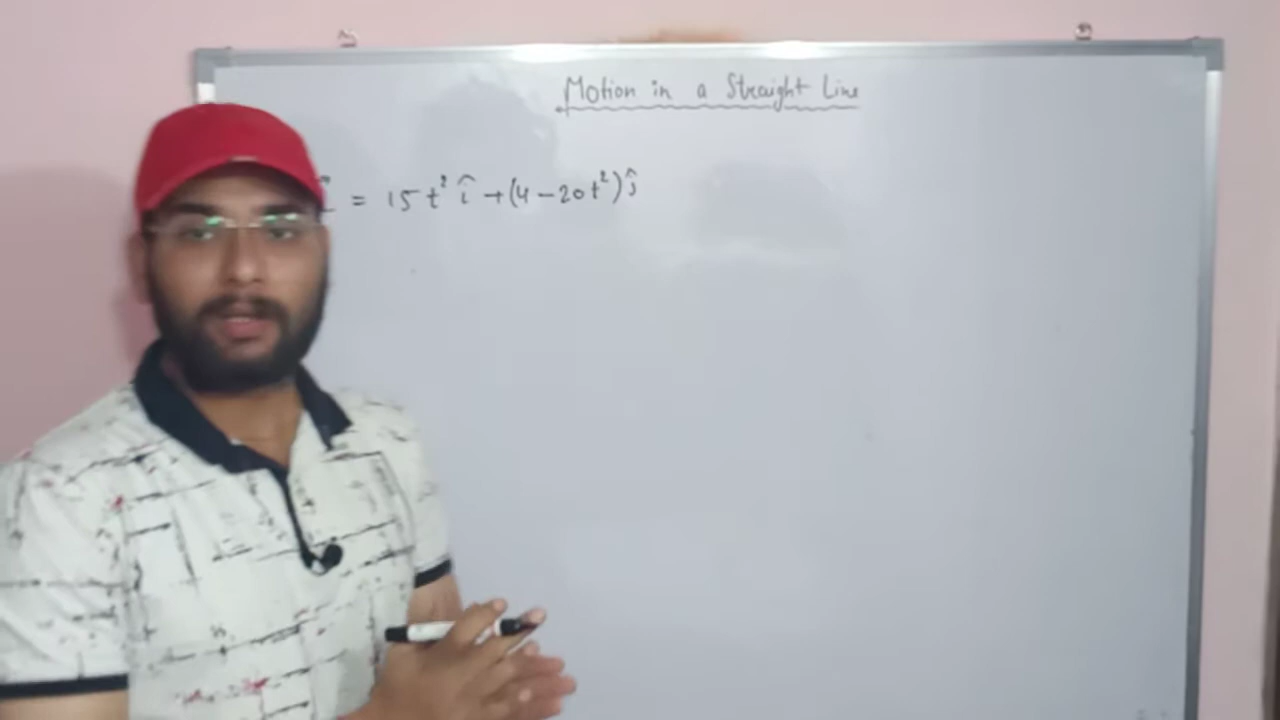 Motion in a Straight Line
= 15t² î + (4 - 20t²) ĵ